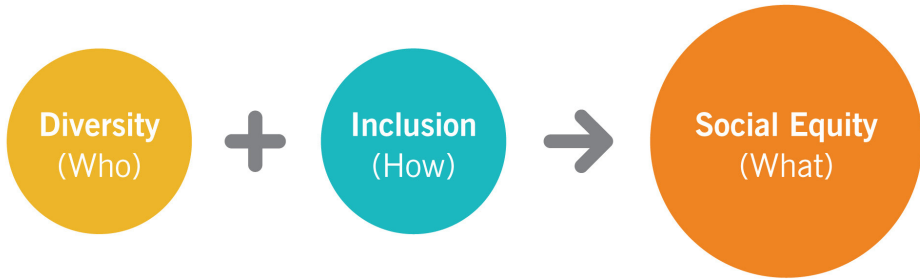 Diversity
(Who)
Inclusion
(How)
Social Equity
(What)